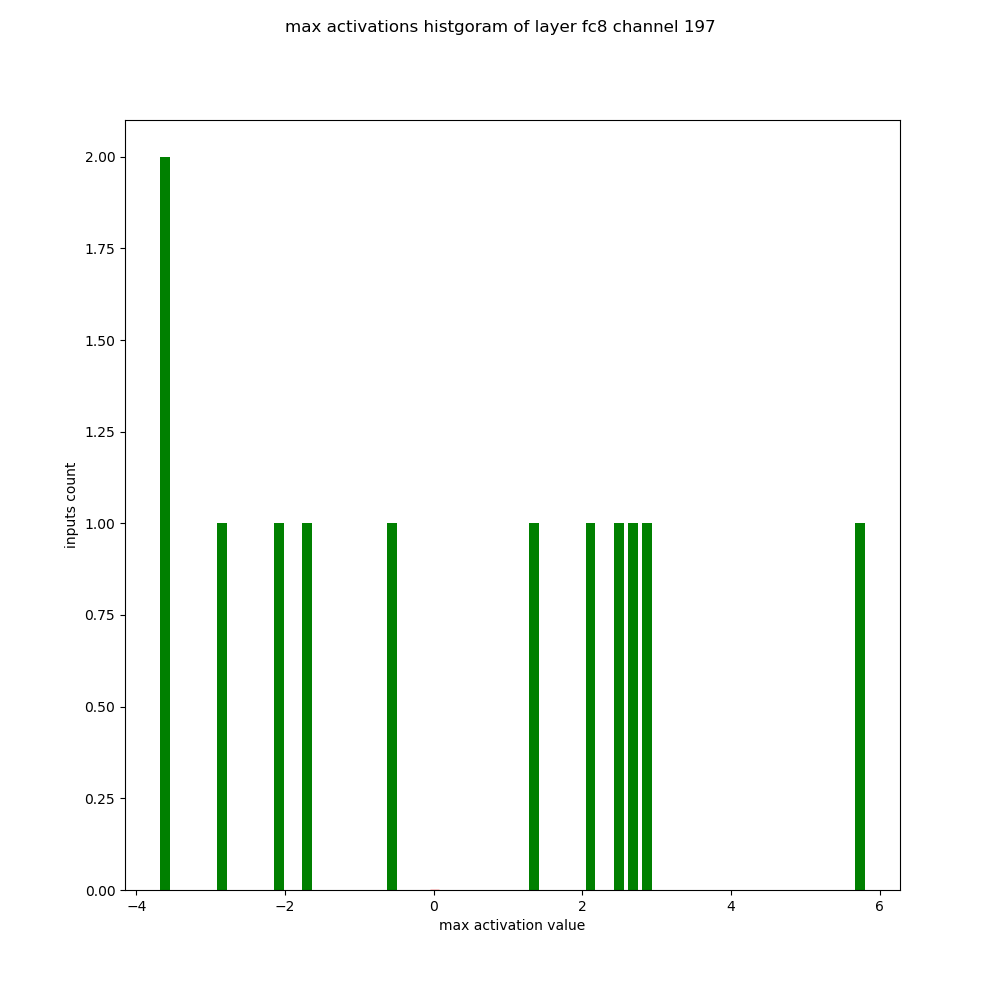 max activations histgoram of layer fc8 channel 197
2.00
1.75
1.50
1.25
1.00
0.75
0.50
0.25
0.00
inputs count
−4 −2 0 2 4 6
max activation value